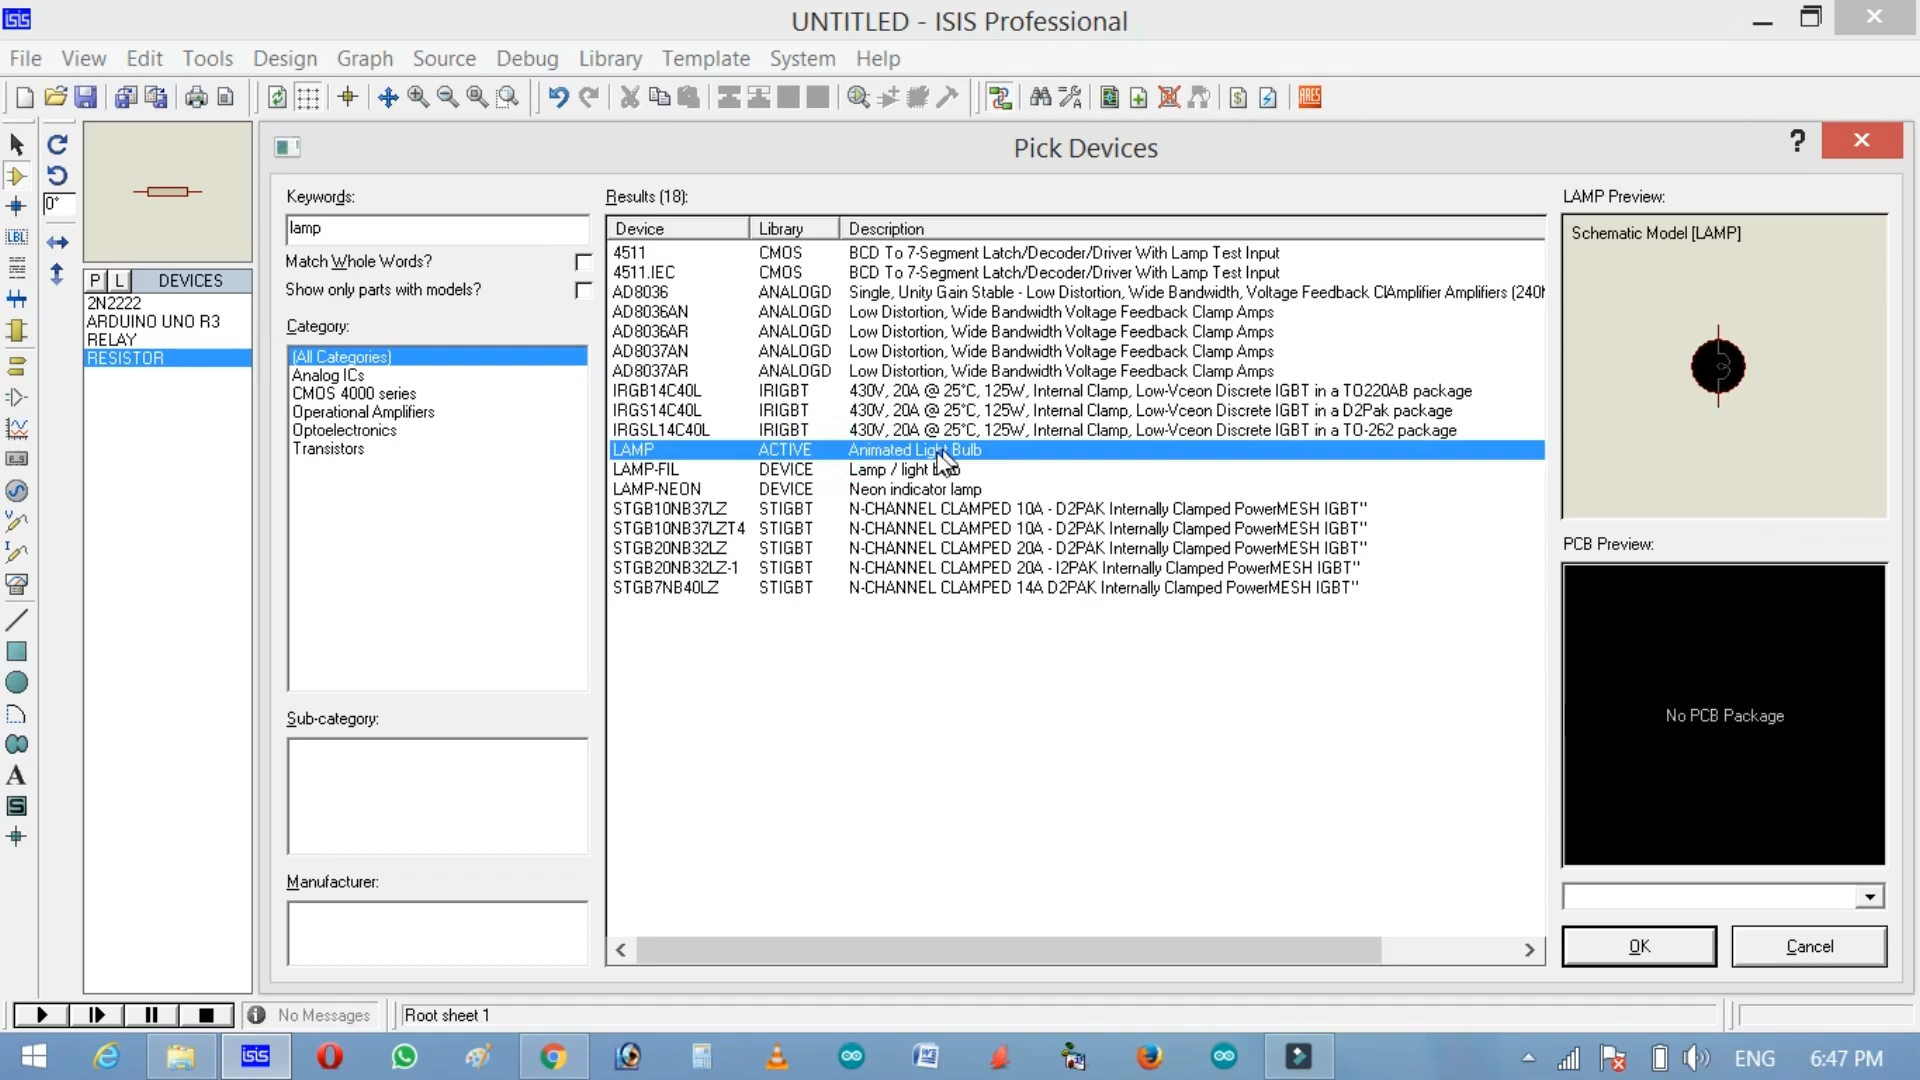 isis
UNTITLED - ISIS Professional
File View Edit Tools Design Graph Source Debug Library Template System Help
ARES
Pick Devices
?
LBL
0°
P L DEVICES
2N2222
ARDUINO UNO R3
RELAY
RESISTOR
A
S
Keywords:
lamp
Match Whole Words?
Show only parts with models?
Category:
(All Categories)
Analog ICs
CMOS 4000 series
Operational Amplifiers
Optoelectronics
Transistors
Sub-category:
Manufacturer:
Results (18):
Device Library Description
4511 CMOS BCD To 7-Segment Latch/Decoder/Driver With Lamp Test Input
4511.IEC CMOS BCD To 7-Segment Latch/Decoder/Driver With Lamp Test Input
AD8036 ANALOGD Single, Unity Gain Stable - Low Distortion, Wide Bandwidth, Voltage Feedback ClAmplifier Amplifiers (240
AD8036AN ANALOGD Low Distortion, Wide Bandwidth Voltage Feedback Clamp Amps
AD8036AR ANALOGD Low Distortion, Wide Bandwidth Voltage Feedback Clamp Amps
AD8037AN ANALOGD Low Distortion, Wide Bandwidth Voltage Feedback Clamp Amps
AD8037AR ANALOGD Low Distortion, Wide Bandwidth Voltage Feedback Clamp Amps
IRGB14C40L IRIGBT 430V, 20A @ 25°C, 125W, Internal Clamp, Low-Vceon Discrete IGBT in a TO220AB package
IRGS14C40L IRIGBT 430V, 20A @ 25°C, 125W, Internal Clamp, Low-Vceon Discrete IGBT in a D2Pak package
IRGSL14C40L IRIGBT 430V, 20A @ 25°C, 125W, Internal Clamp, Low-Vceon Discrete IGBT in a TO-262 package
LAMP ACTIVE Animated Light Bulb
LAMP-FIL DEVICE Lamp / light
LAMP-NEON DEVICE Neon indicator lamp
STGB10NB37LZ STIGBT N-CHANNEL CLAMPED 10A - D2PAK Internally Clamped PowerMESH IGBT"
STGB10NB37LZT4 STIGBT N-CHANNEL CLAMPED 10A - D2PAK Internally Clamped PowerMESH IGBT"
STGB20NB32LZ STIGBT N-CHANNEL CLAMPED 20A - D2PAK Internally Clamped PowerMESH IGBT"
STGB20NB32LZ-1 STIGBT N-CHANNEL CLAMPED 20A - I2PAK Internally Clamped PowerMESH IGBT"
STGB7NB40LZ STIGBT N-CHANNEL CLAMPED 14A D2PAK Internally Clamped PowerMESH IGBT"
LAMP Preview:
Schematic Model [LAMP]
PCB Preview:
No PCB Package
OK Cancel
No Messages Root sheet 1
isis
ENG 6:47 PM